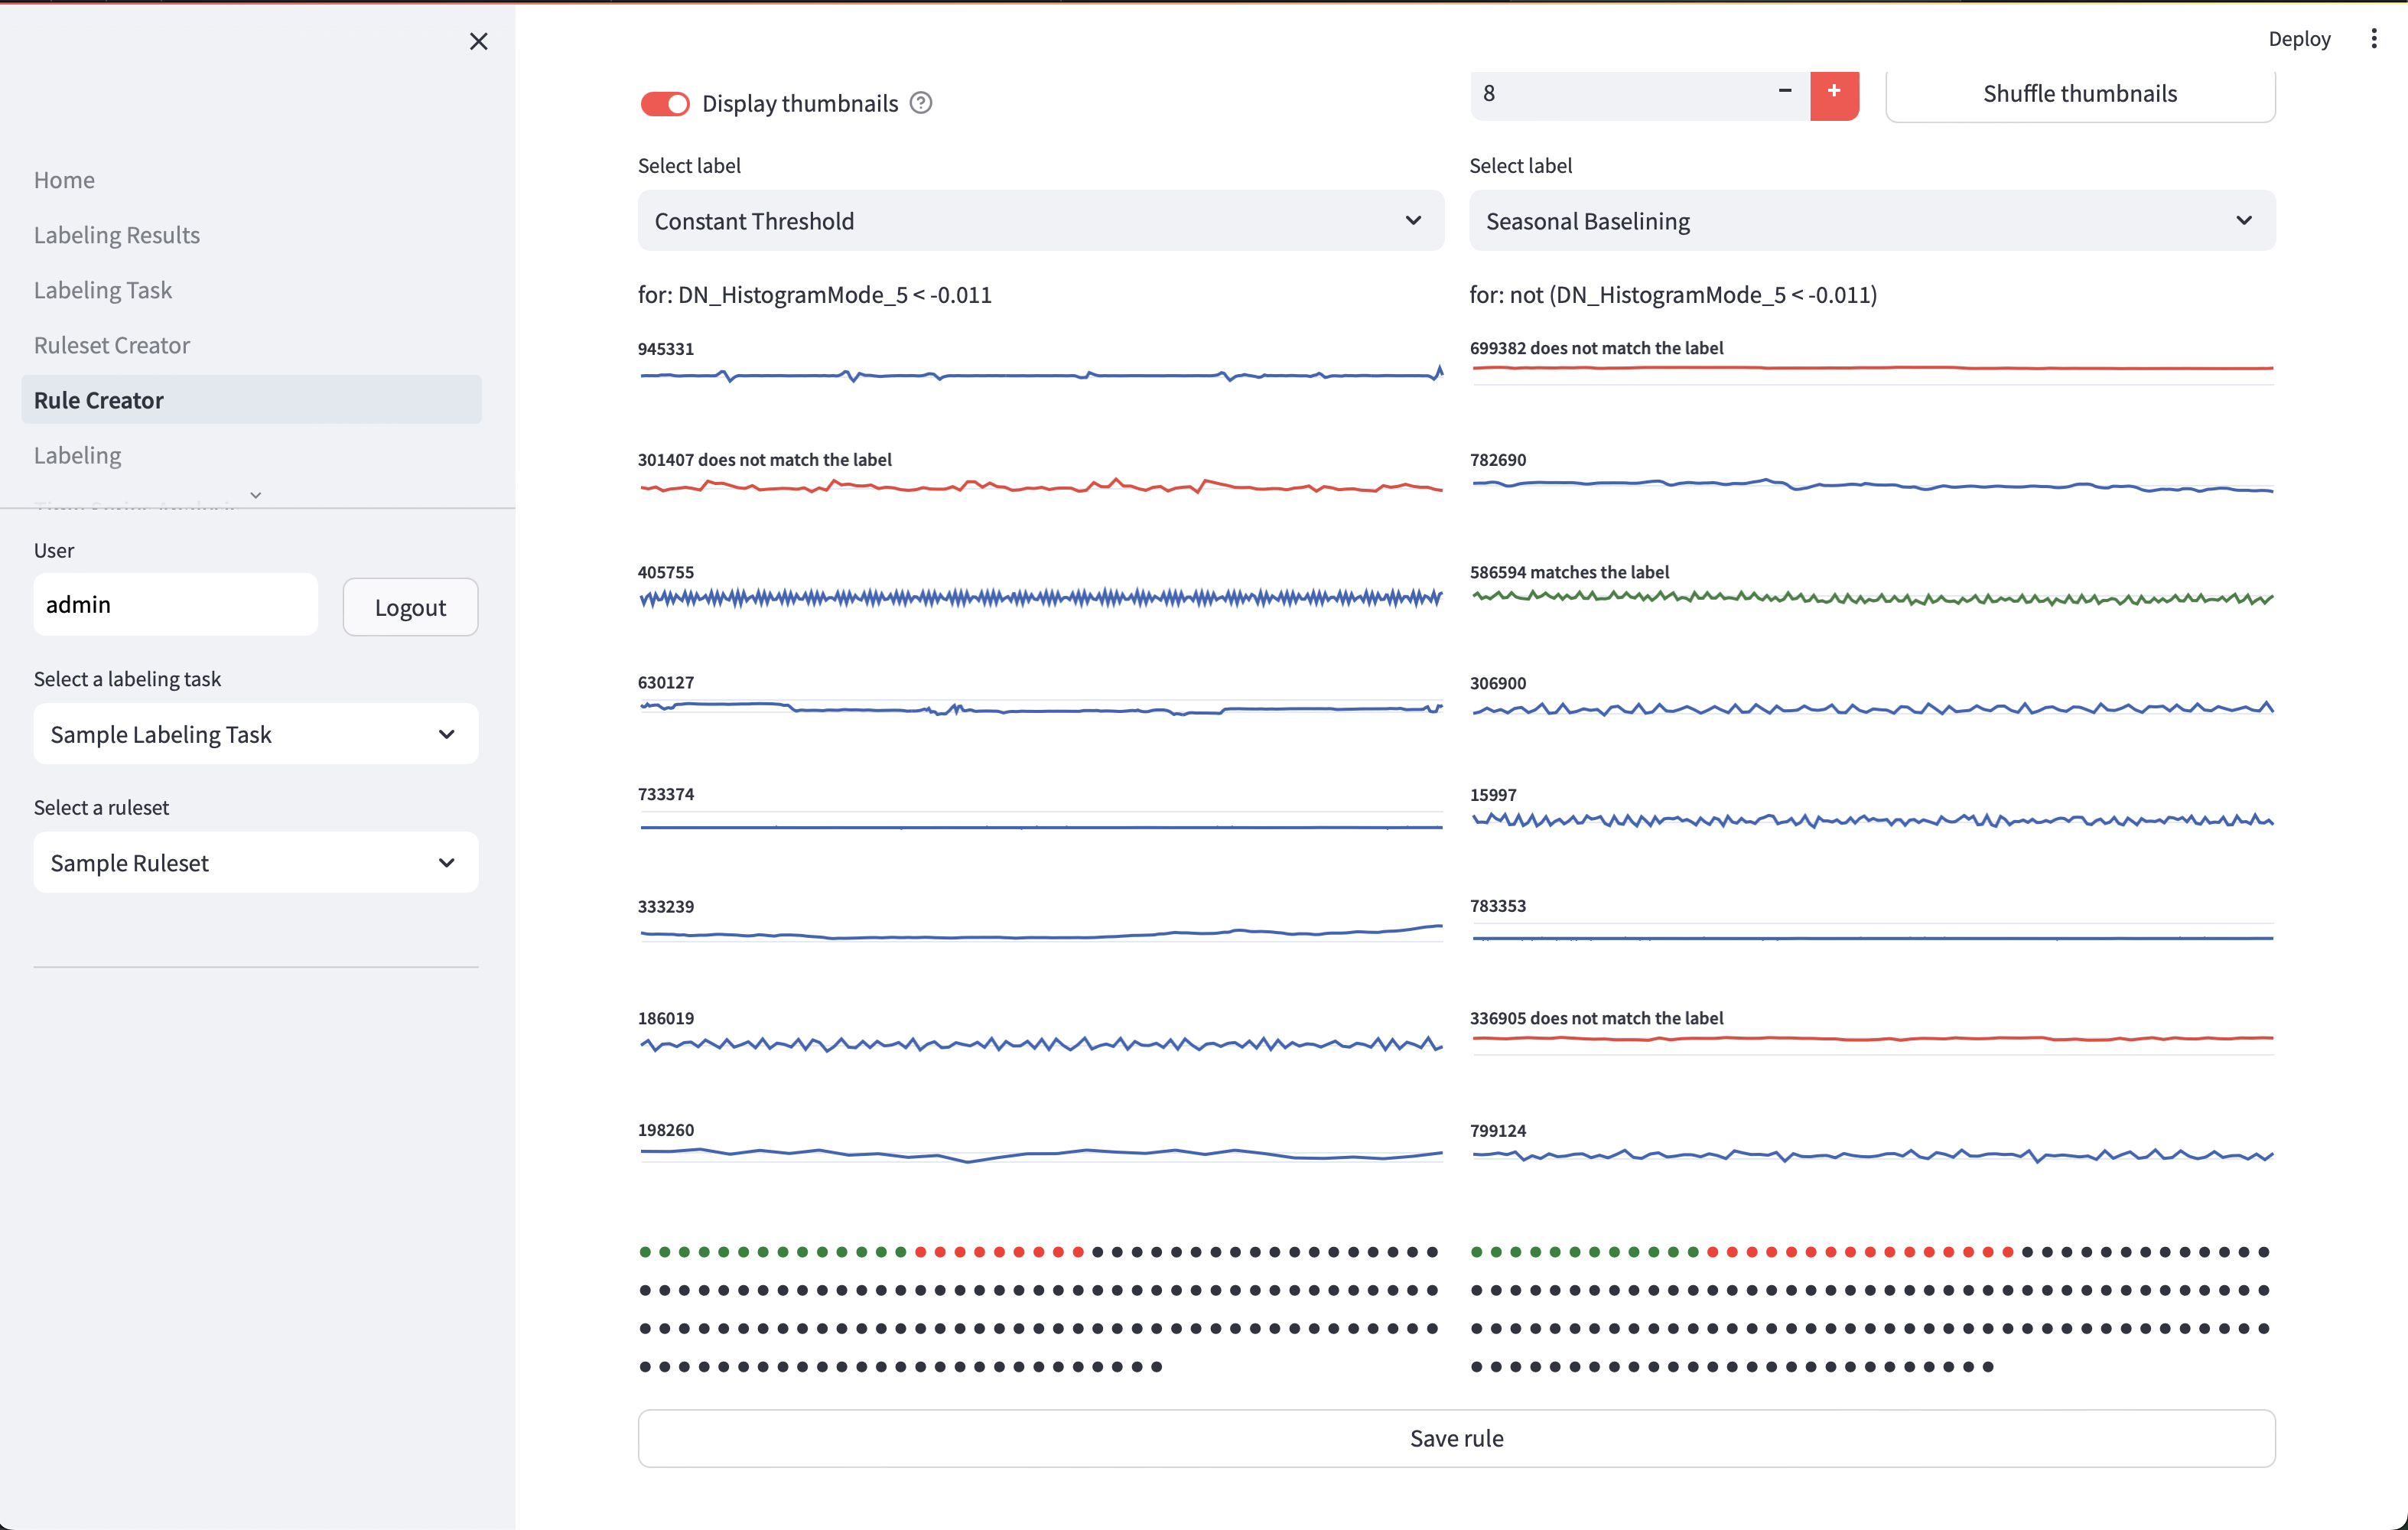 Deploy
Home
Labeling Results
Labeling Task
Ruleset Creator
Rule Creator
Labeling
User
admin
Logout
Select a labeling task
Sample Labeling Task
Select a ruleset
Sample Ruleset
Display thumbnails
8
Shuffle thumbnails
Select label
Constant Threshold
for: DN_HistogramMode_5 < -0.011
945331
301407 does not match the label
405755
630127
733374
333239
186019
198260
Select label
Seasonal Baselining
for: not (DN_HistogramMode_5 < -0.011)
699382 does not match the label
782690
586594 matches the label
306900
15997
783353
336905 does not match the label
799124
Save rule